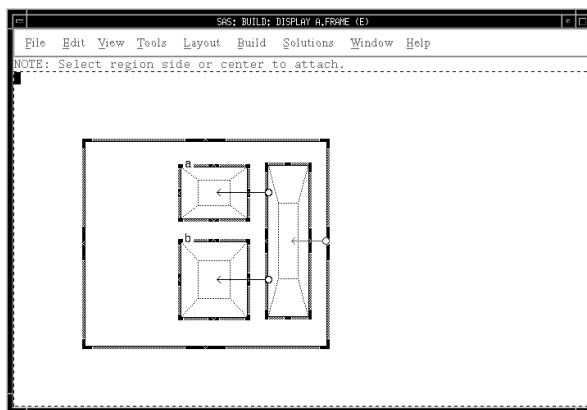 SAS: BUILD: DISPLAY A.FRAME (E)
File Edit View Tools Layout Build Solutions Window Help
NOTE: Select region side or center to attach.
a
b